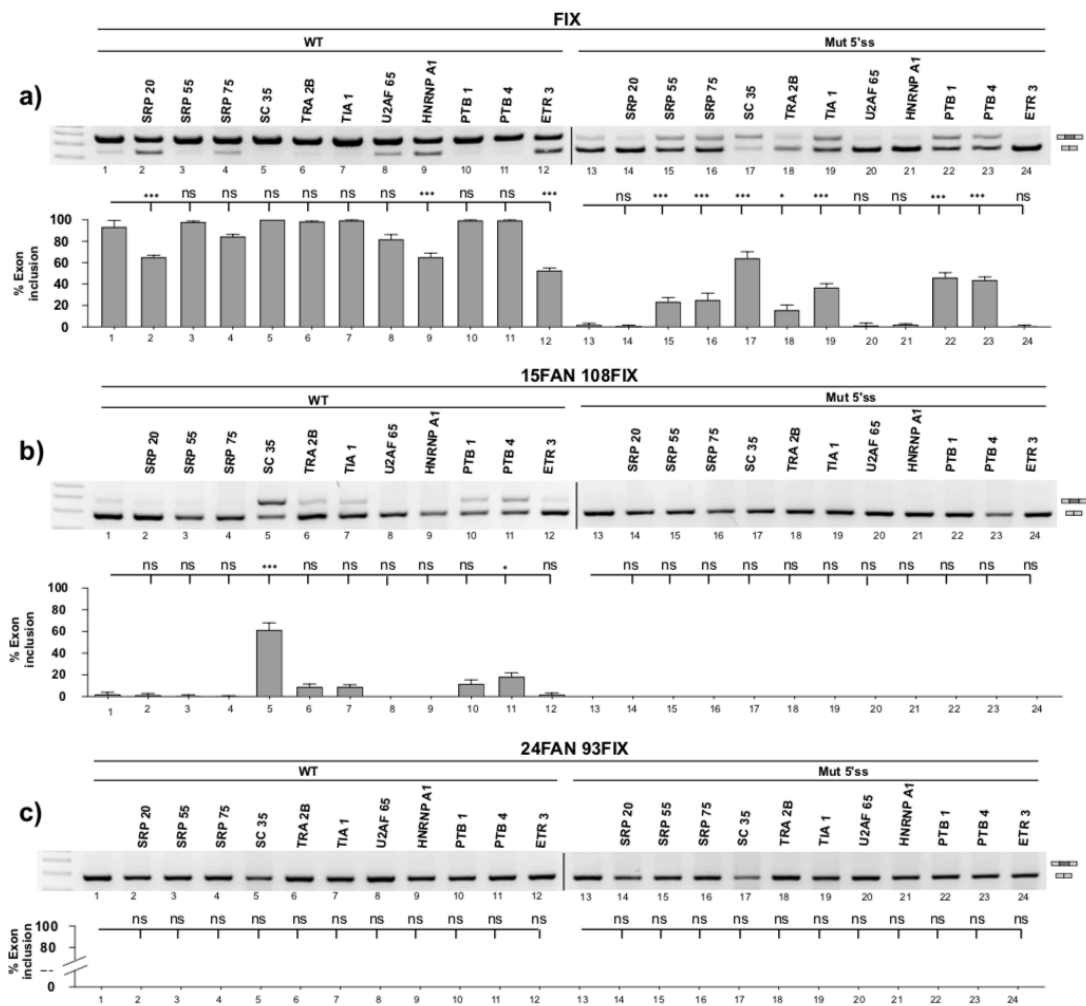 FIX
WT Mut 5'ss
a)
SRP 20 SRP 55 SRP 75 SC 35 TRA 2B TIA 1 U2AF 65 HNRNP A1 PTB 1 PTB 4 ETR 3 SRP 20 SRP 55 SRP 75 SC 35 TRA 2B TIA 1 U2AF 65 HNRNP A1 PTB 1 PTB 4 ETR 3
1 2 3 4 5 6 7 8 9 10 11 12 13 14 15 16 17 18 19 20 21 22 23 24
*** ns ns ns ns ns ns *** ns ns *** ns *** *** *** * *** ns ns *** *** ns
% Exon inclusion
100
80
60
40
20
0
1 2 3 4 5 6 7 8 9 10 11 12 13 14 15 16 17 18 19 20 21 22 23 24
15FAN 108FIX
WT Mut 5'ss
b)
SRP 20 SRP 55 SRP 75 SC 35 TRA 2B TIA 1 U2AF 65 HNRNP A1 PTB 1 PTB 4 ETR 3 SRP 20 SRP 55 SRP 75 SC 35 TRA 2B TIA 1 U2AF 65 HNRNP A1 PTB 1 PTB 4 ETR 3
1 2 3 4 5 6 7 8 9 10 11 12 13 14 15 16 17 18 19 20 21 22 23 24
ns ns ns *** ns ns ns ns ns * ns ns ns ns ns ns ns ns ns ns ns ns
% Exon inclusion
100
80
60
40
20
0
1 2 3 4 5 6 7 8 9 10 11 12 13 14 15 16 17 18 19 20 21 22 23 24
24FAN 93FIX
WT Mut 5'ss
c)
SRP 20 SRP 55 SRP 75 SC 35 TRA 2B TIA 1 U2AF 65 HNRNP A1 PTB 1 PTB 4 ETR 3 SRP 20 SRP 55 SRP 75 SC 35 TRA 2B TIA 1 U2AF 65 HNRNP A1 PTB 1 PTB 4 ETR 3
1 2 3 4 5 6 7 8 9 10 11 12 13 14 15 16 17 18 19 20 21 22 23 24
ns ns ns ns ns ns ns ns ns ns ns ns ns ns ns ns ns ns ns ns ns ns
% Exon inclusion
100
80
--
0
1 2 3 4 5 6 7 8 9 10 11 12 13 14 15 16 17 18 19 20 21 22 23 24